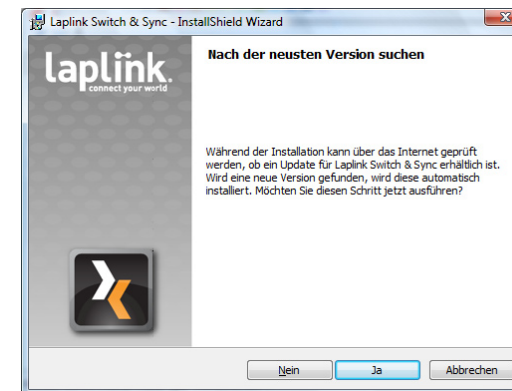 Laplink Switch & Sync - InstallShield Wizard
laplink.
connect your world
Nach der neusten Version suchen
Während der Installation kann über das Internet geprüft
werden, ob ein Update für Laplink Switch & Sync erhältlich ist.
Wird eine neue Version gefunden, wird diese automatisch
installiert. Möchten Sie diesen Schritt jetzt ausführen?
Nein
Ja
Abbrechen